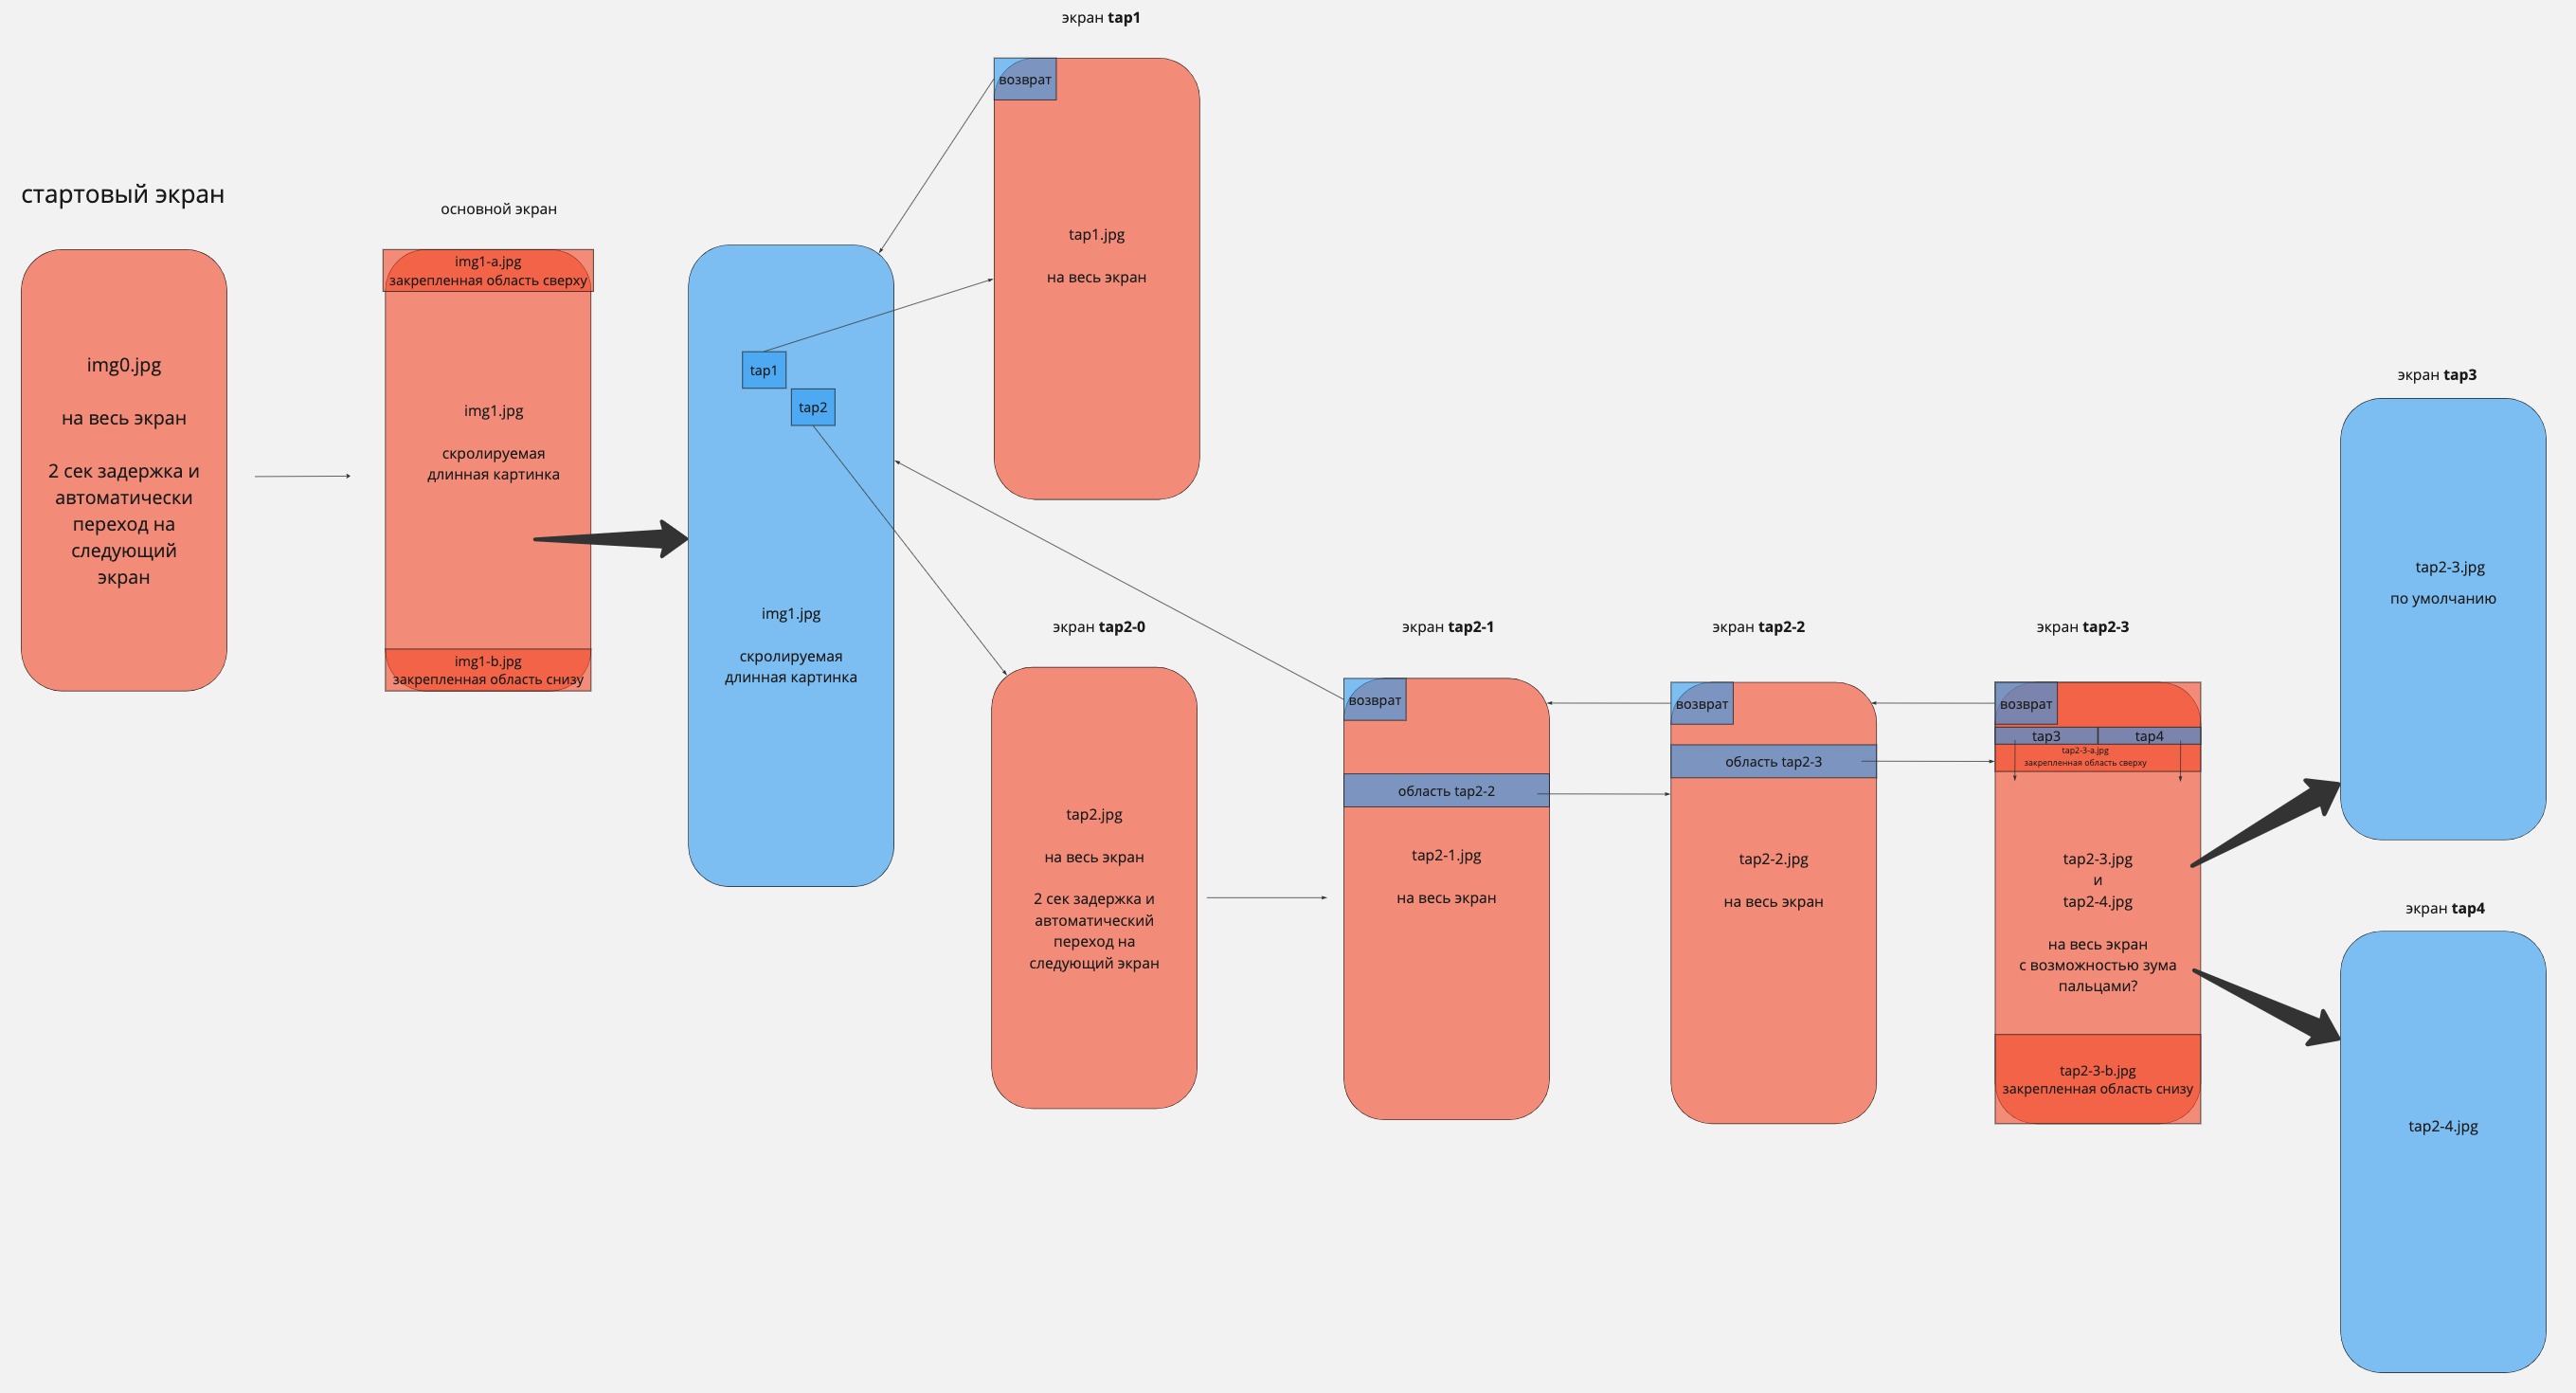 экран tap1
возврат
tap1.jpg
на весь экран
стартовый экран
img0.jpg
на весь экран
2 сек задержка и
автоматически
переход на
следующий
экран
основной экран
img1-a.jpg
закрепленная область сверху
img1.jpg
скролируемая
длинная картинка
img1-b.jpg
закрепленная область снизу
tap1
tap2
img1.jpg
скролируемая
длинная картинка
экран tap2-0
tap2.jpg
на весь экран
2 сек задержка и
автоматический
переход на
следующий экран
экран tap2-1
возврат
область tap2-2
tap2-1.jpg
на весь экран
экран tap2-2
возврат
область tap2-3
tap2-2.jpg
на весь экран
экран tap2-3
возврат
tap3
tap4
tap2-3-a.jpg
закрепленная область сверху
tap2-3.jpg
и
tap2-4.jpg
на весь экран
с возможностью зума
пальцами?
tap2-3-b.jpg
закрепленная область снизу
экран tap3
tap2-3.jpg
по умолчанию
экран tap4
tap2-4.jpg